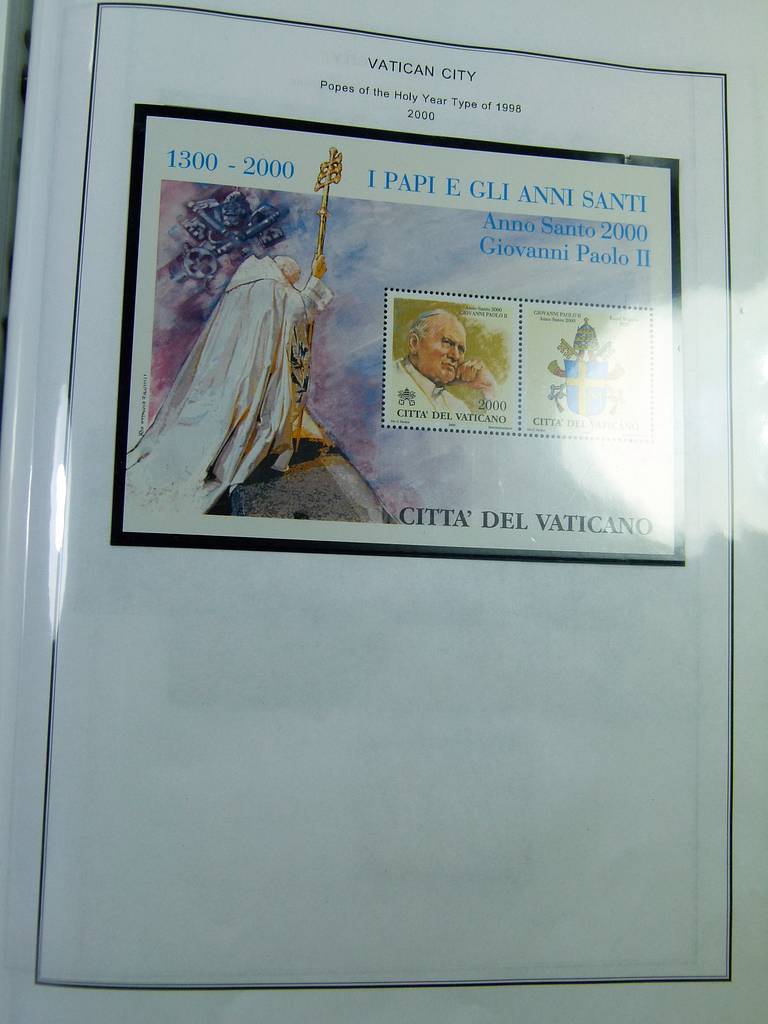 VATICAN CITY
Popes of the Holy Year Type of 1998
2000
1300 - 2000
I PAPI E GLI ANNI SANTI
Anno Santo 2000
Giovanni Paolo II
Anno Santo 2000
GIOVANNI PAOLO II
2000
CITTA' DEL VATICANO
GIOVANNI PAOLO II
Anno Santo 2000
CITTA' DEL VATICANO
CITTA' DEL VATICANO